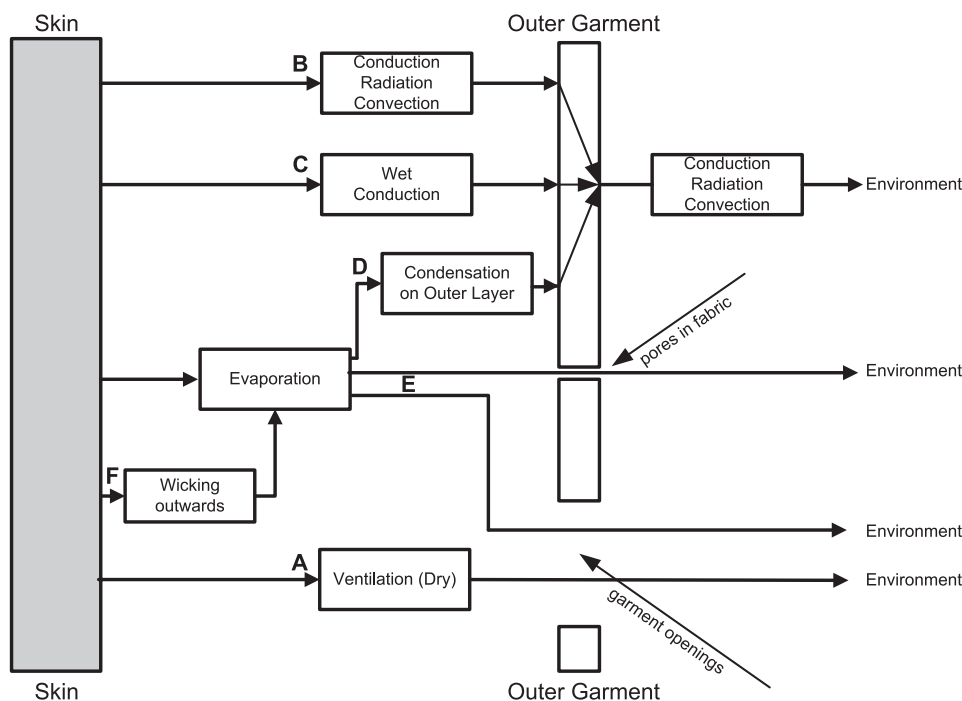 Skin
Outer Garment
B
Conduction
Radiation
Convection
C
Wet
Conduction
Conduction
Radiation
Convection
Environment
D
Condensation
on Outer Layer
pores in fabric
Evaporation
E
Environment
F
Wicking
outwards
Environment
A
Ventilation (Dry)
Environment
garment openings
Skin
Outer Garment